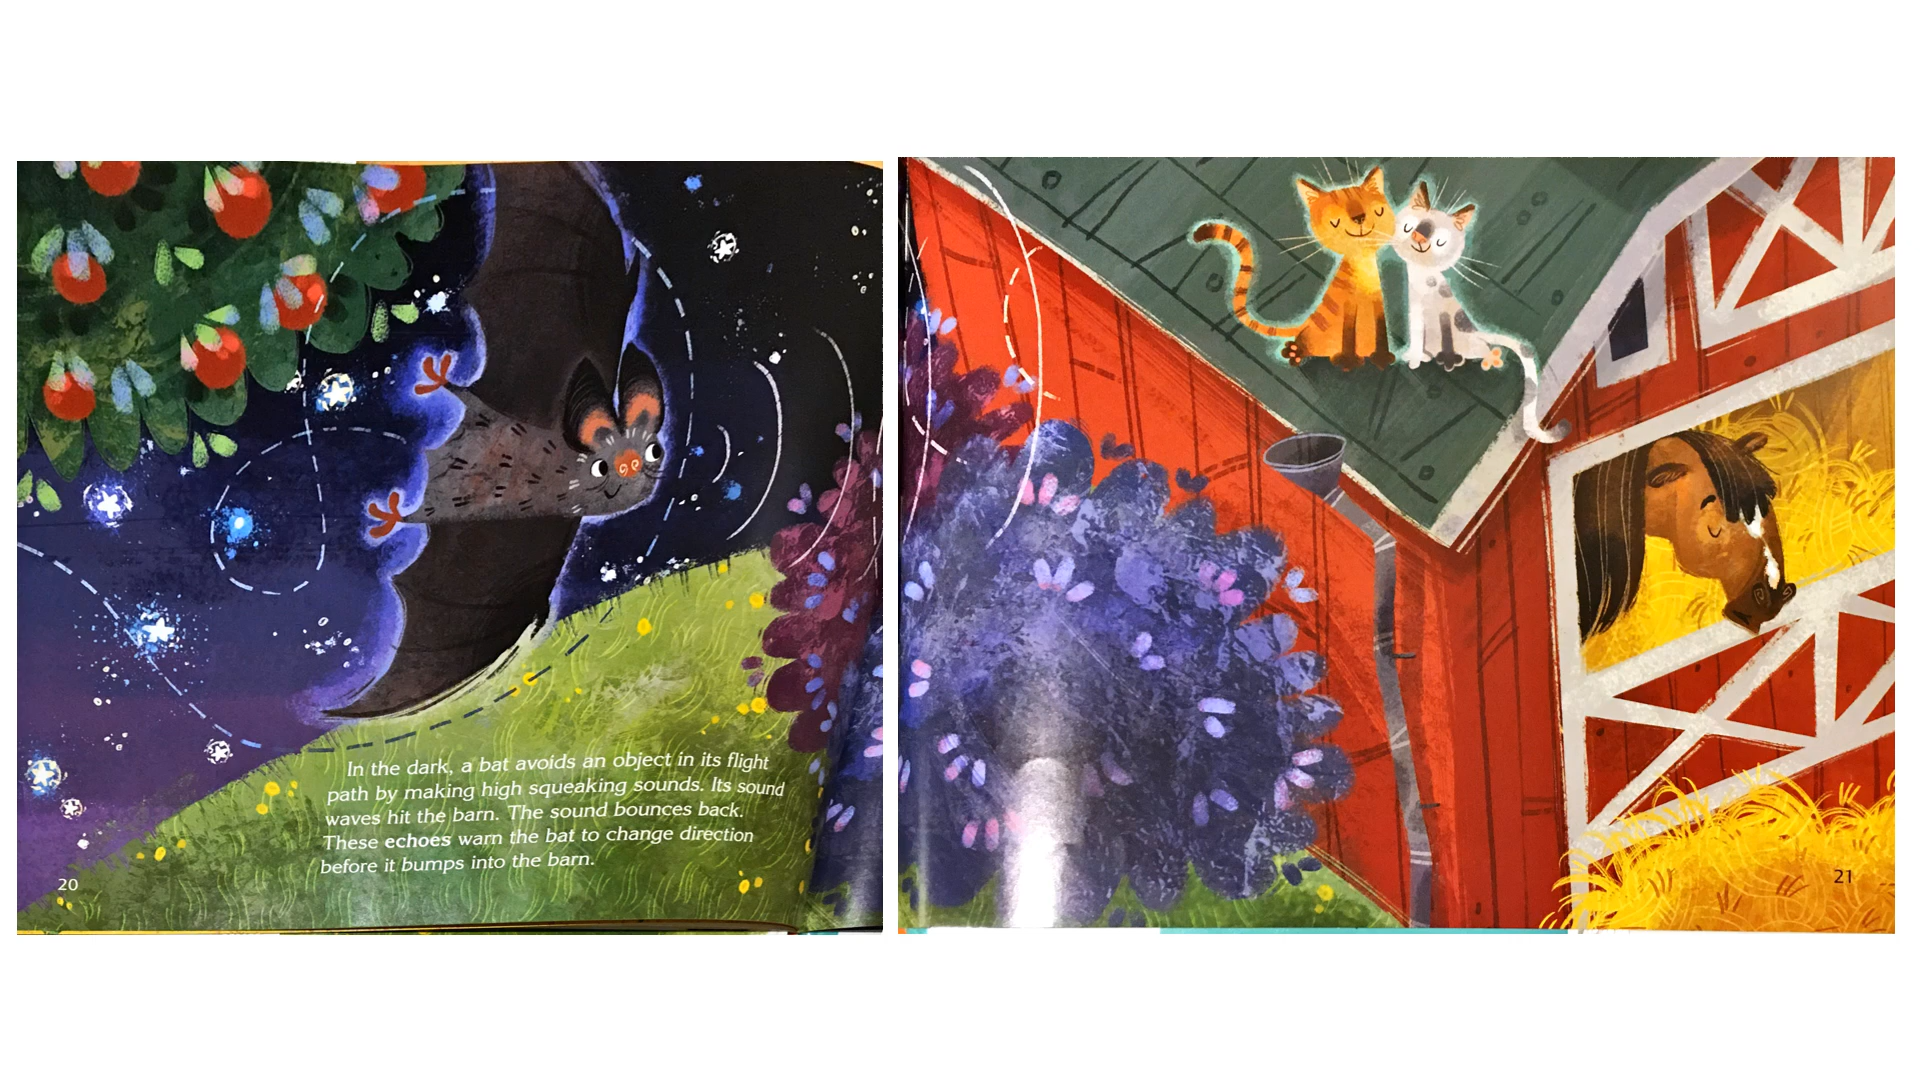 In the dark, a bat avoids an object in its flight
path by making high squeaking sounds. Its sound
waves hit the barn. The sound bounces back.
These echoes warn the bat to change direction
before it bumps into the barn.
20
21